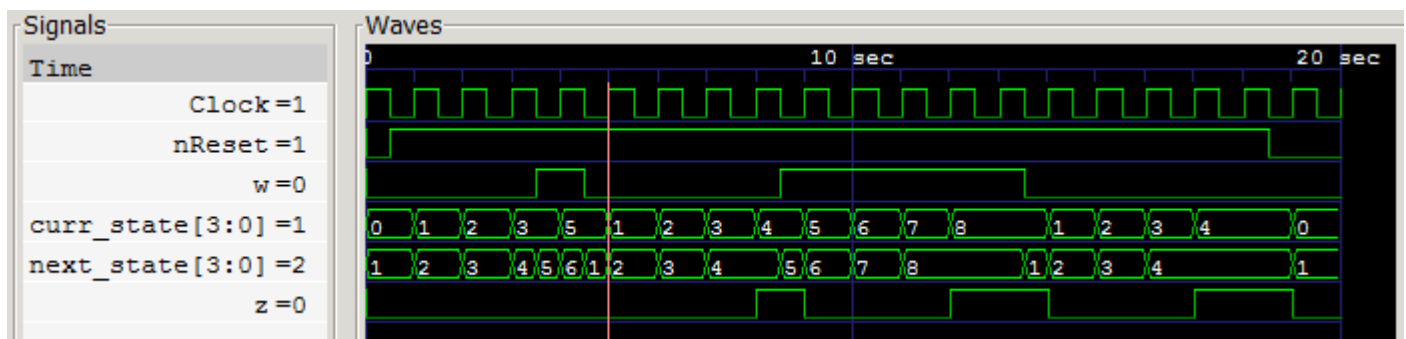 Signals
Waves
Time
0 10 sec 20 sec
Clock=1
nReset=1
w=0
curr_state[3:0]=1 0 1 2 3 5 1 2 3 4 5 6 7 8 1 2 3 4 0
next_state[3:0]=2 1 2 3 4 5 6 1 2 3 4 5 6 7 8 1 2 3 4 1
z=0